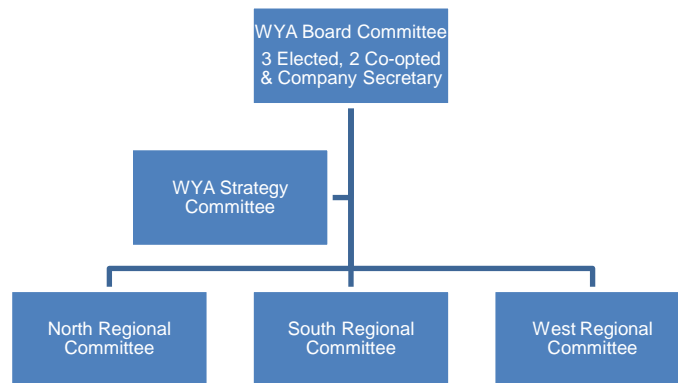 WYA Board Committee
3 Elected, 2 Co-opted
& Company Secretary
WYA Strategy
Committee
North Regional
Committee
South Regional
Committee
West Regional
Committee